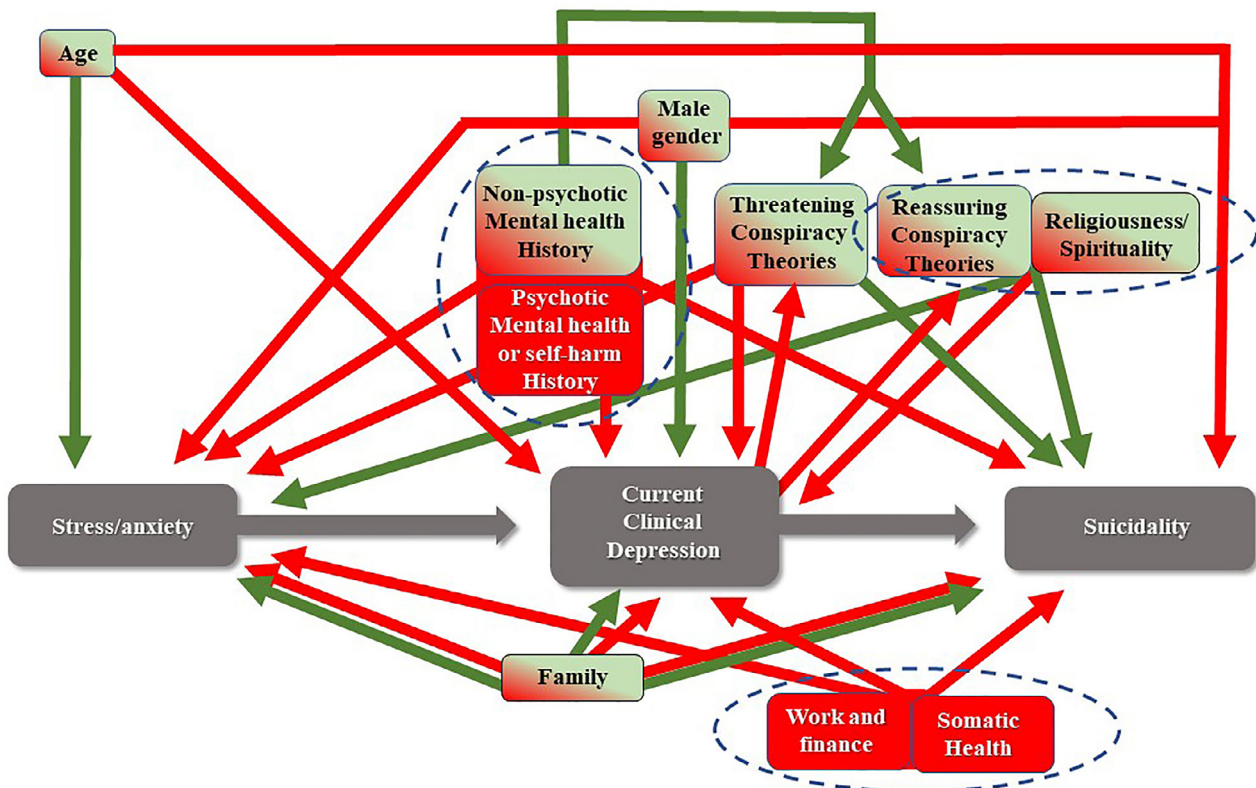 Age
Male
gender
Non-psychotic
Mental health
History
Threatening
Conspiracy
Theories
Reassuring
Conspiracy
Theories
Religiousness/
Spirituality
Psychotic
Mental health
or self-harm
History
Stress/anxiety
Current
Clinical
Depression
Suicidality
Family
Work and
finance
Somatic
Health